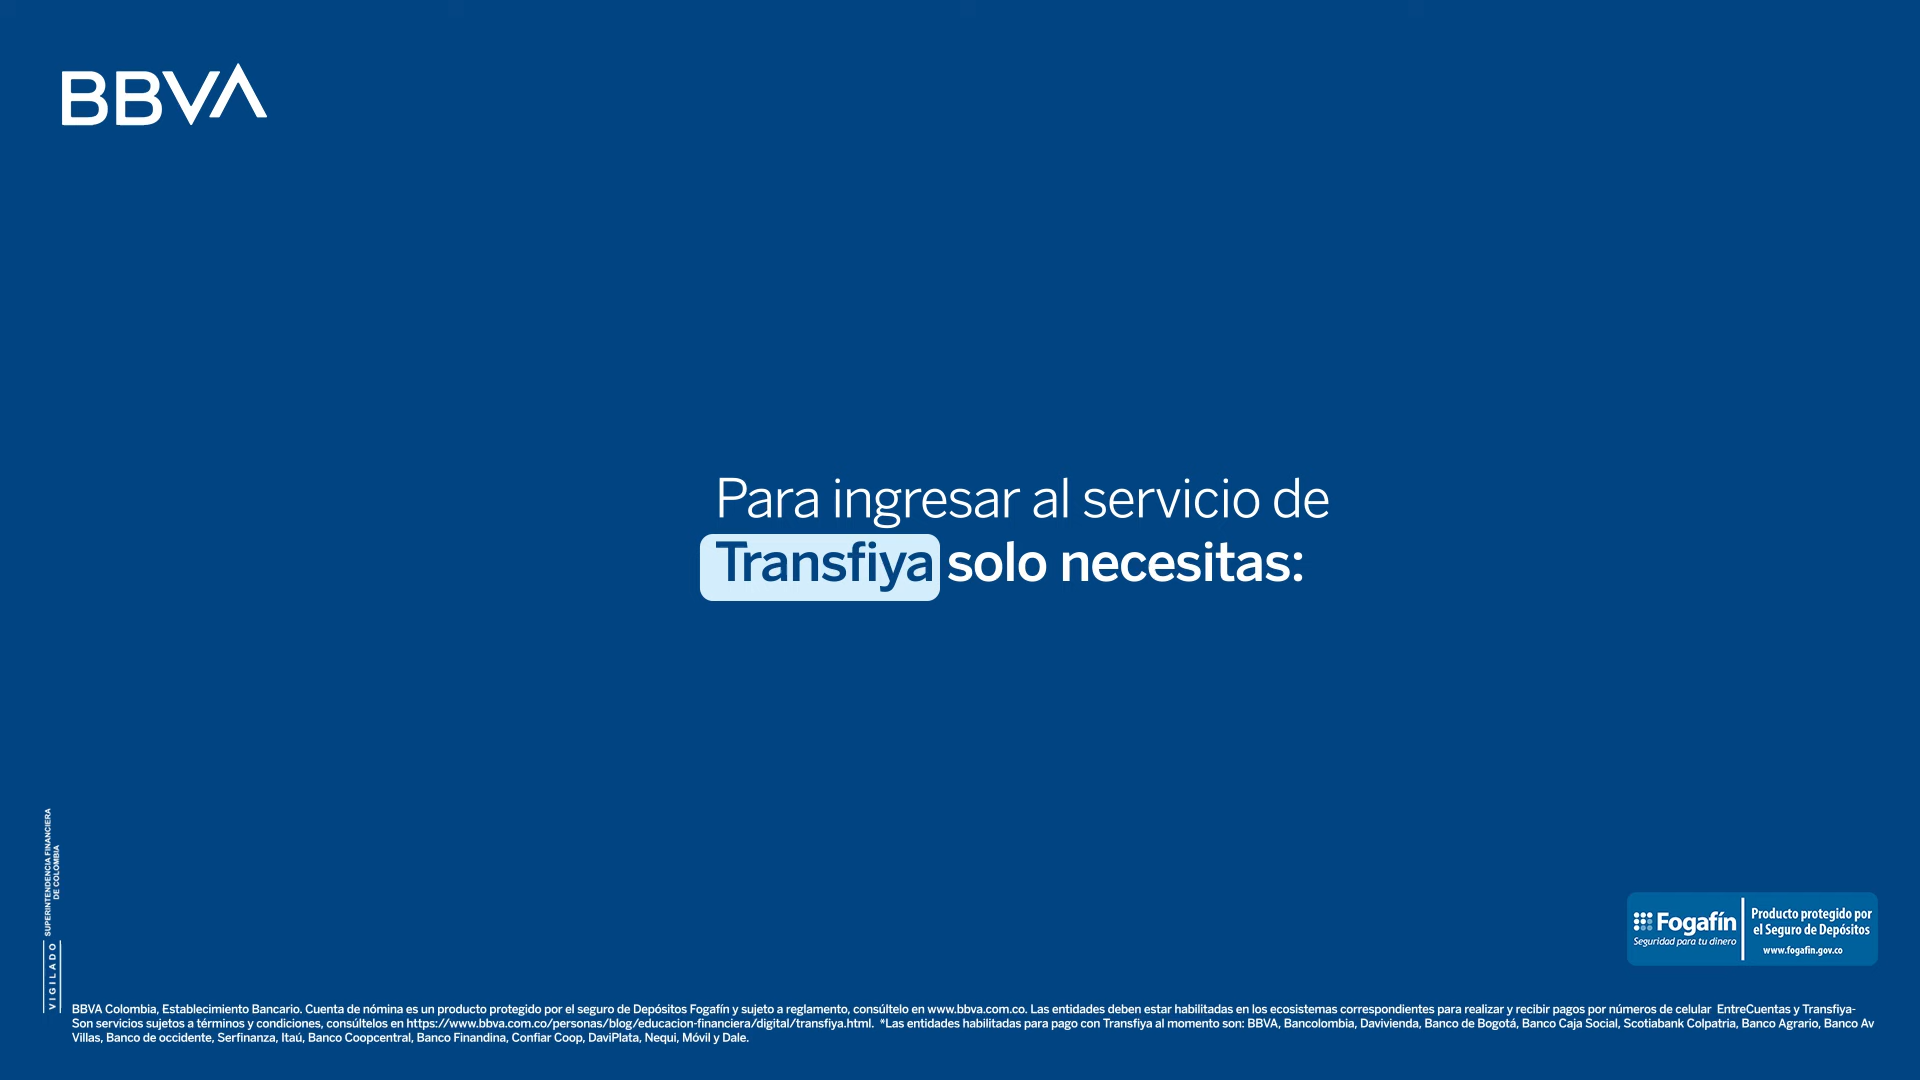 BBVA
Para ingresar al servicio de
Transfiya solo necesitas:
SUPERINTENDENCIA FINANCIERA
DE COLOMBIA
VIGILADO
Fogafín
Seguridad para tu dinero
Producto protegido por
el Seguro de Depósitos
www.fogafin.gov.co
BBVA Colombia, Establecimiento Bancario. Cuenta de nómina es un producto protegido por el seguro de Depósitos Fogafín y sujeto a reglamento, consúltelo en www.bbva.com.co. Las entidades deben estar habilitadas en los ecosistemas correspondientes para realizar y recibir pagos por números de celular EntreCuentas y Transfiya-
Son servicios sujetos a términos y condiciones, consúltelos en https://www.bbva.com.co/personas/blog/educacion-financiera/digital/transfiya.html. *Las entidades habilitadas para pago con Transfiya al momento son: BBVA, Bancolombia, Davivienda, Banco de Bogotá, Banco Caja Social, Scotiabank Colpatria, Banco Agrario, Banco Av
Villas, Banco de occidente, Serfinanza, Itaú, Banco Coopcentral, Banco Finandina, Confiar Coop, DaviPlata, Nequi, Móvil y Dale.